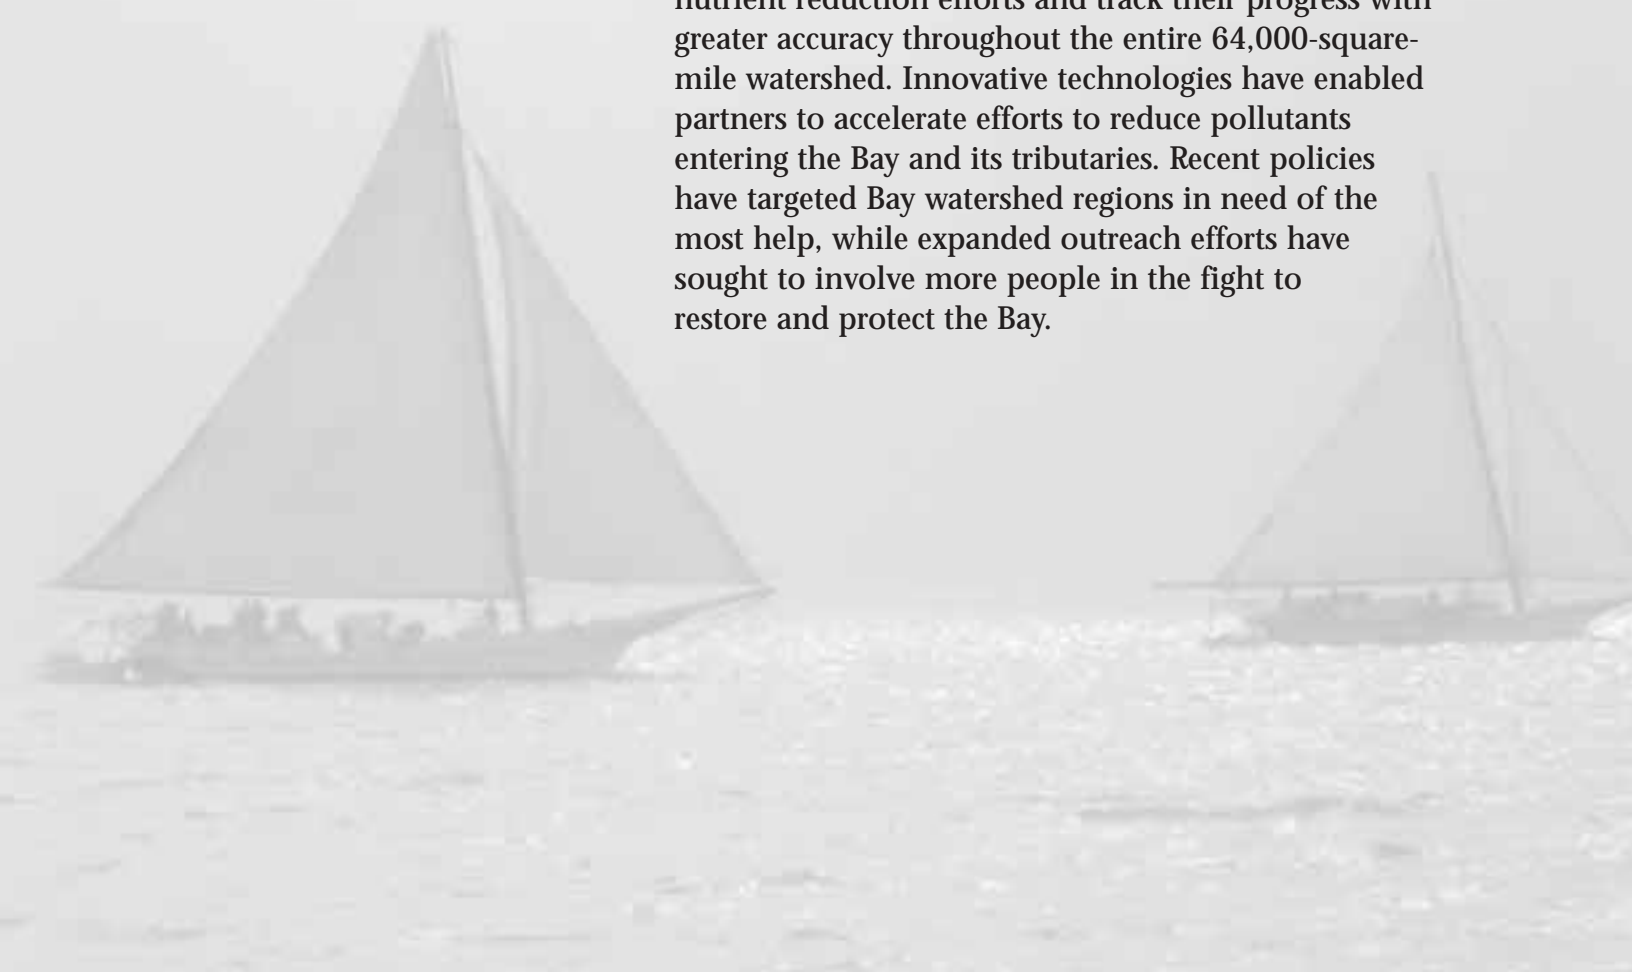 nutrient reduction efforts and track their progress with
greater accuracy throughout the entire 64,000-square-
mile watershed. Innovative technologies have enabled
partners to accelerate efforts to reduce pollutants
entering the Bay and its tributaries. Recent policies
have targeted Bay watershed regions in need of the
most help, while expanded outreach efforts have
sought to involve more people in the fight to
restore and protect the Bay.